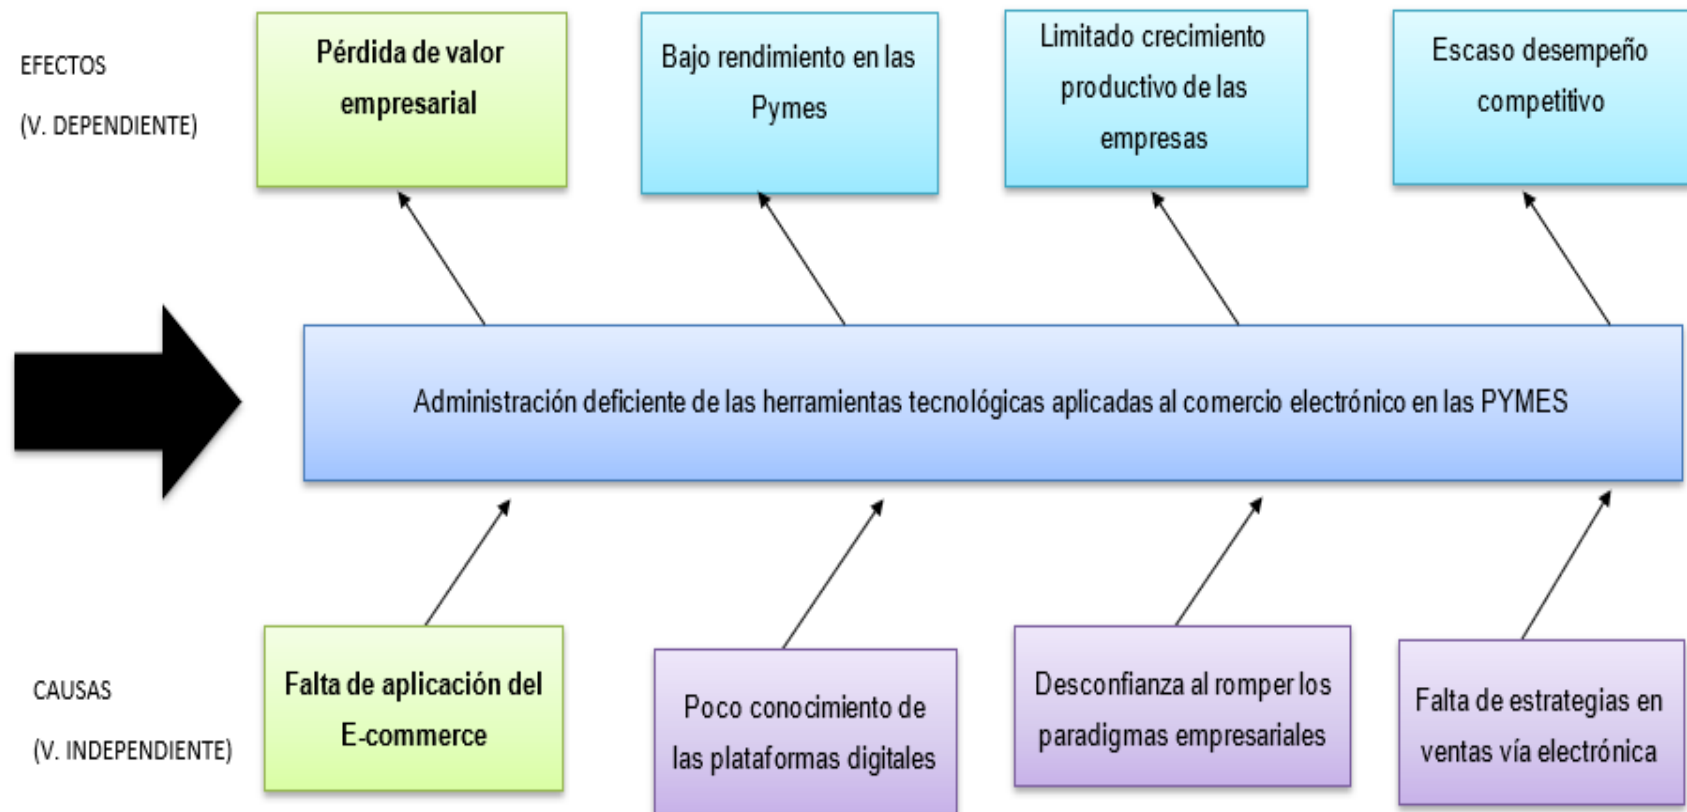 EFECTOS
(V. DEPENDIENTE)
Pérdida de valor
empresarial
Bajo rendimiento en las
Pymes
Limitado crecimiento
productivo de las
empresas
Escaso desempeño
competitivo
Administración deficiente de las herramientas tecnológicas aplicadas al comercio electrónico en las PYMES
CAUSAS
(V. INDEPENDIENTE)
Falta de aplicación del
E-commerce
Poco conocimiento de
las plataformas digitales
Desconfianza al romper los
paradigmas empresariales
Falta de estrategias en
ventas vía electrónica